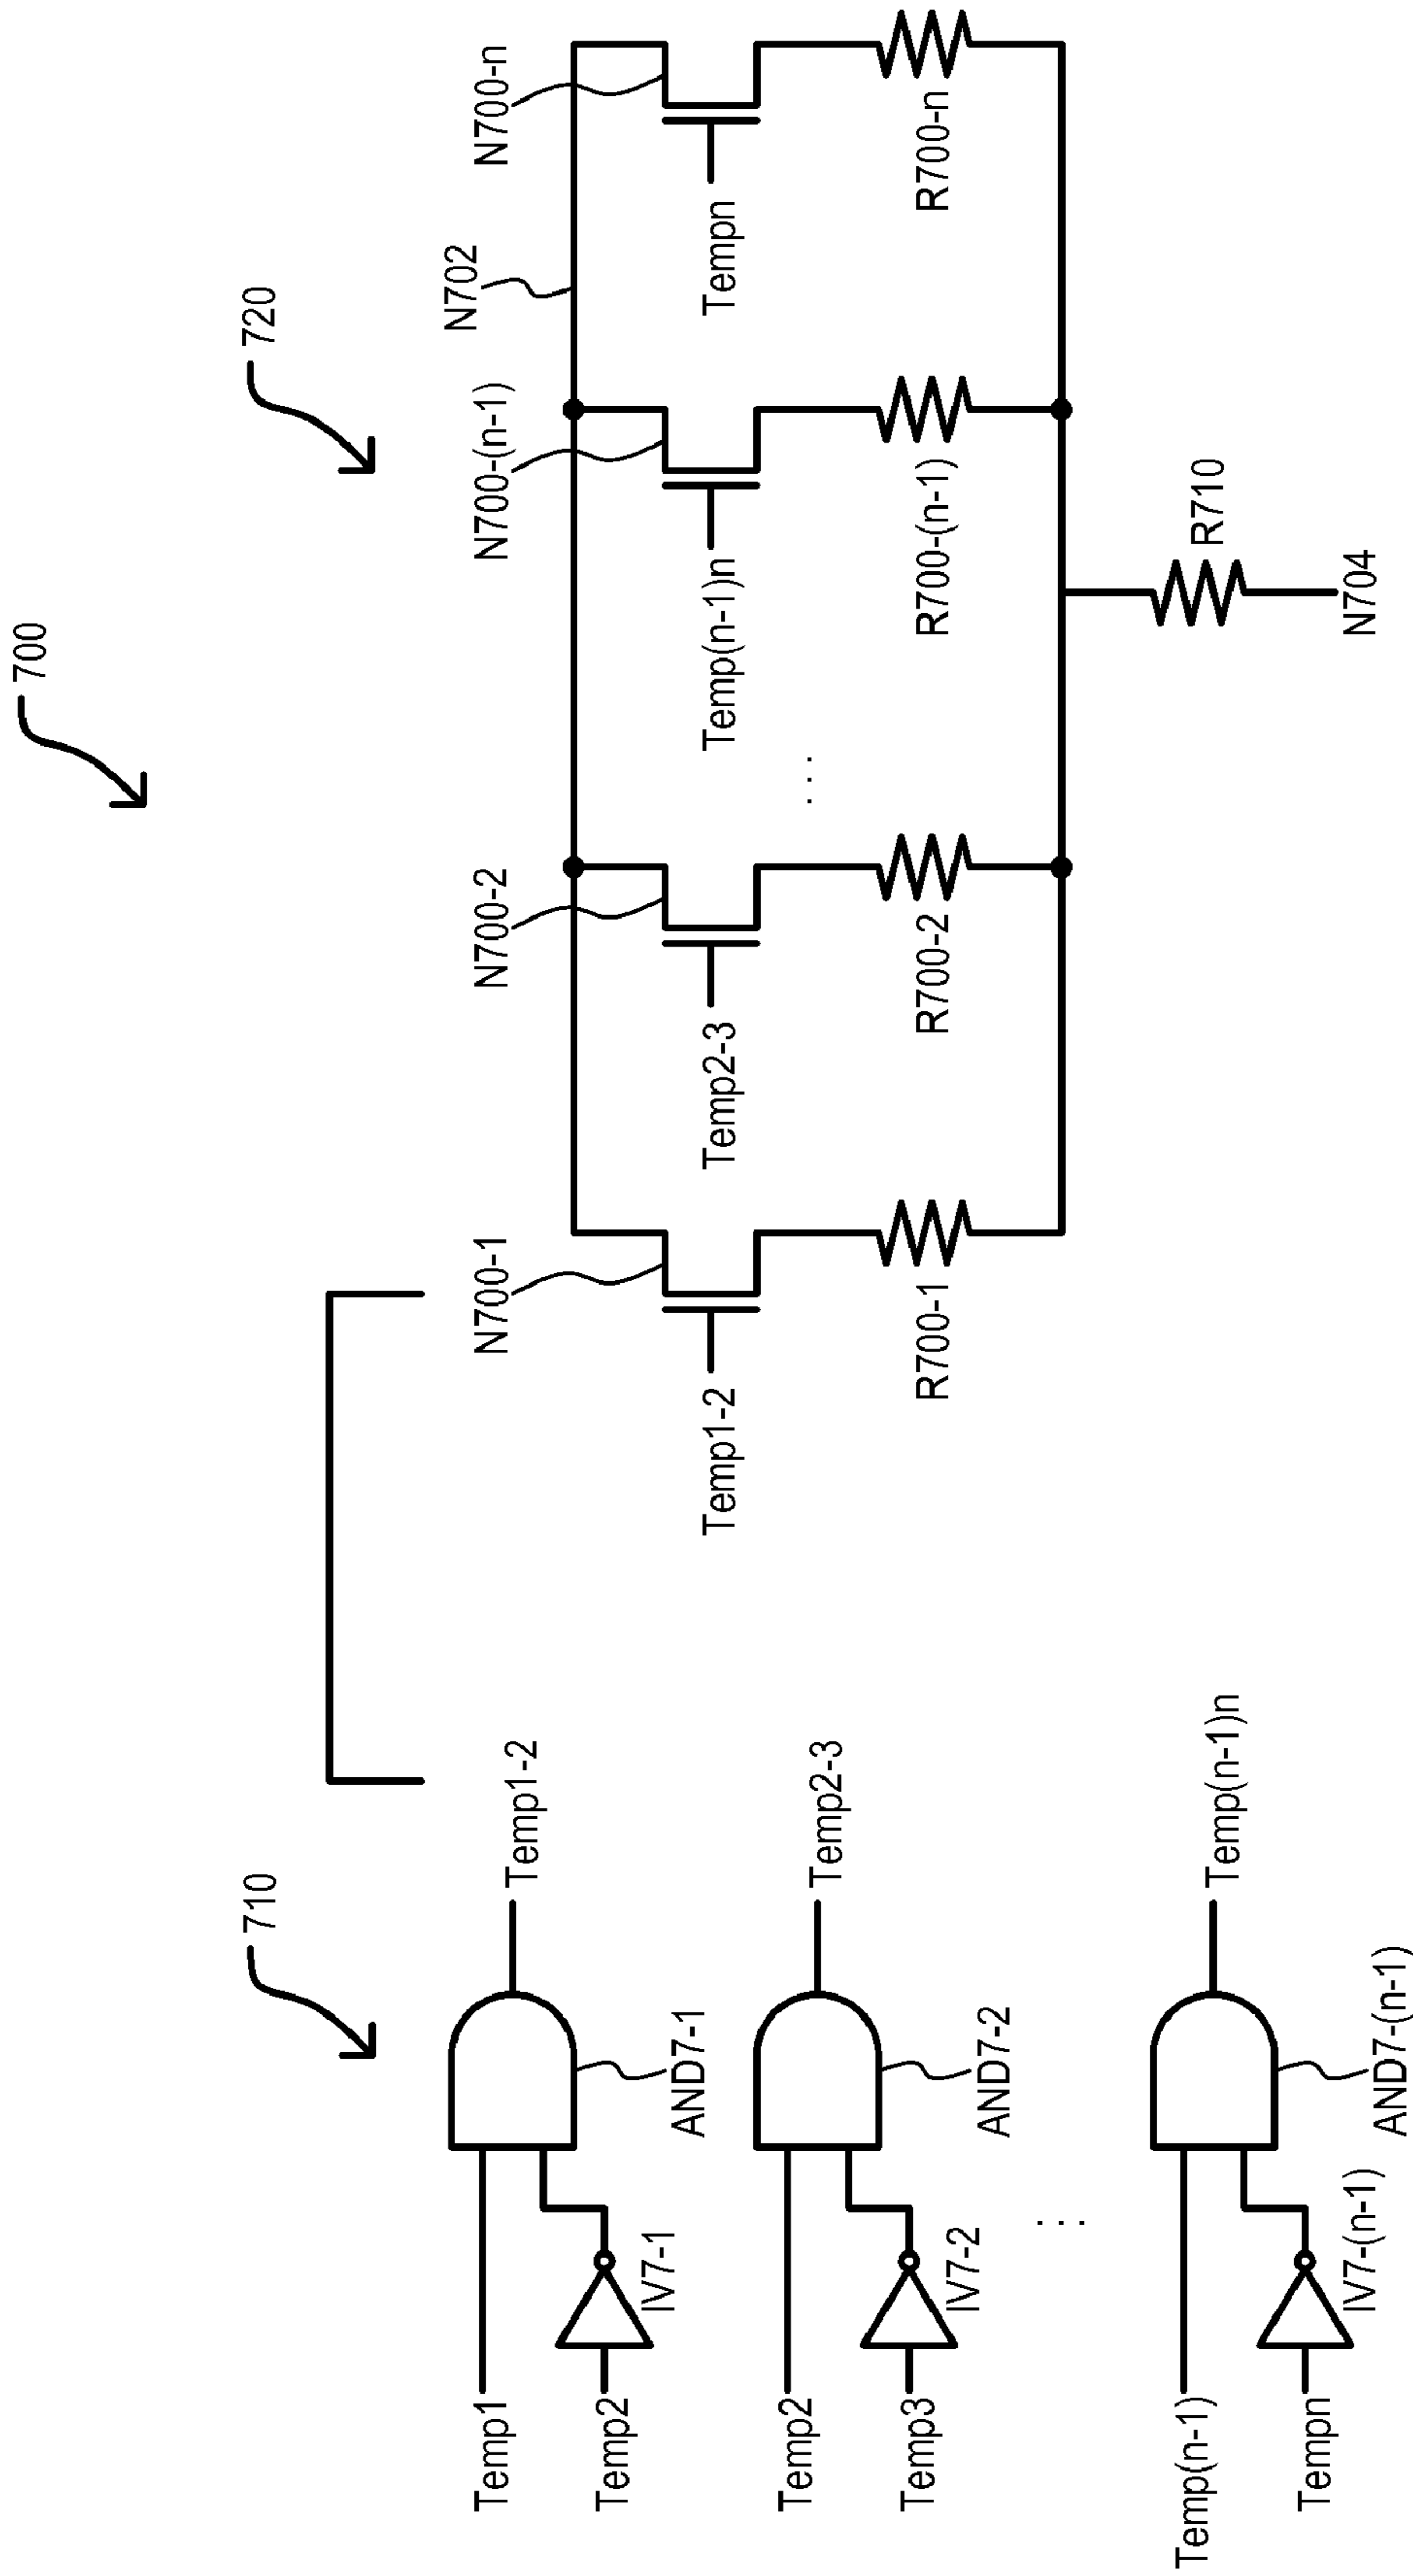 700
710
720
Temp1
Temp2
IV7-1
AND7-1
Temp1-2
Temp2
Temp3
IV7-2
AND7-2
Temp2-3
...
Temp(n-1)
Tempn
IV7-(n-1)
AND7-(n-1)
Temp(n-1)n
N702
N700-1
N700-2
N700-(n-1)
N700-n
Temp1-2
Temp2-3
Temp(n-1)n
Tempn
...
R700-1
R700-2
R700-(n-1)
R700-n
R710
N704